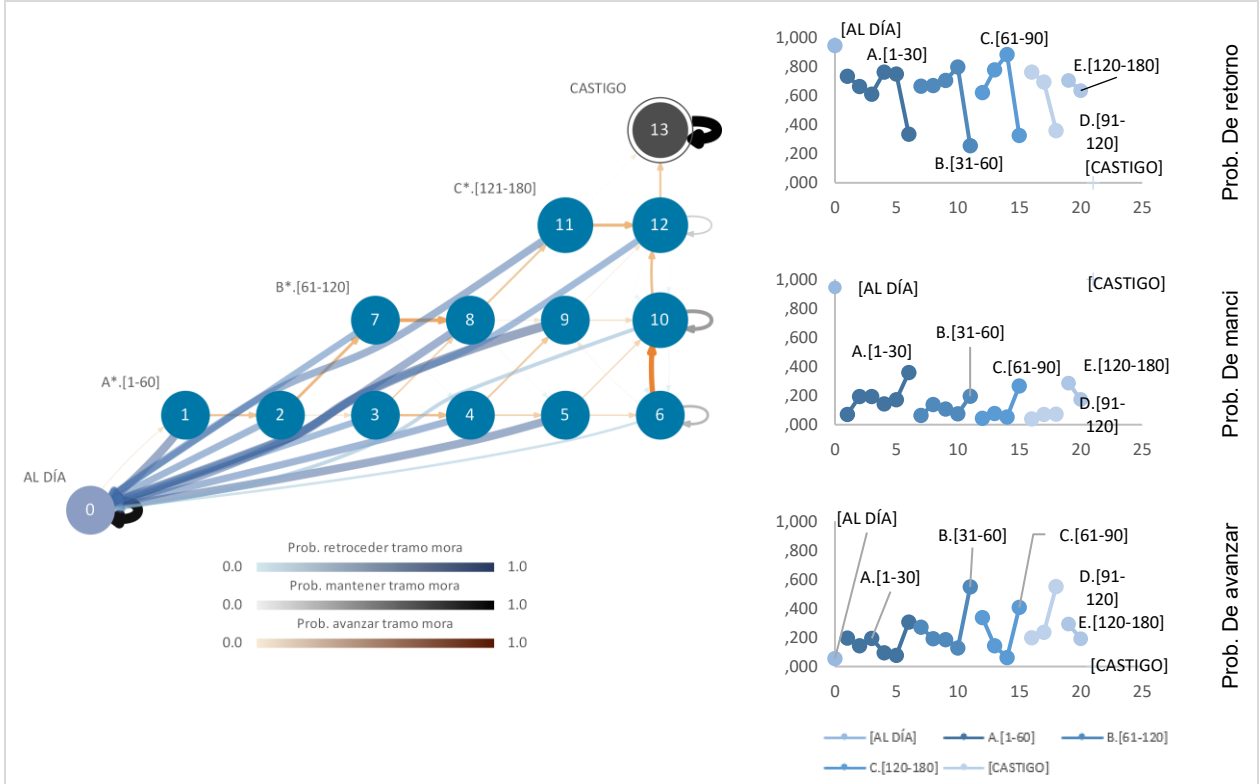 CASTIGO
13
C*.[121-180]
11
12
B*.[61-120]
7
8
9
10
A*.[1-60]
1
2
3
4
5
6
AL DÍA
0
Prob. retroceder tramo mora
0.0
1.0
Prob. mantener tramo mora
0.0
1.0
Prob. avanzar tramo mora
0.0
1.0
Prob. De retorno
1,000
,800
,600
,400
,200
,000
0
5
10
15
20
25
[AL DÍA]
A.[1-30]
C.[61-90]
E.[120-180]
D.[91-
120]
B.[31-60]
[CASTIGO]
Prob. De manci
1,000
,800
,600
,400
,200
,000
0
5
10
15
20
25
[AL DÍA]
[CASTIGO]
A.[1-30]
B.[31-60]
C.[61-90]
E.[120-180]
D.[91-
120]
Prob. De avanzar
1,000
,800
,600
,400
,200
,000
0
5
10
15
20
25
[AL DÍA]
A.[1-30]
B.[31-60]
C.[61-90]
D.[91-
120]
E.[120-180]
[CASTIGO]
[AL DÍA]
A.[1-60]
B.[61-120]
C.[120-180]
[CASTIGO]